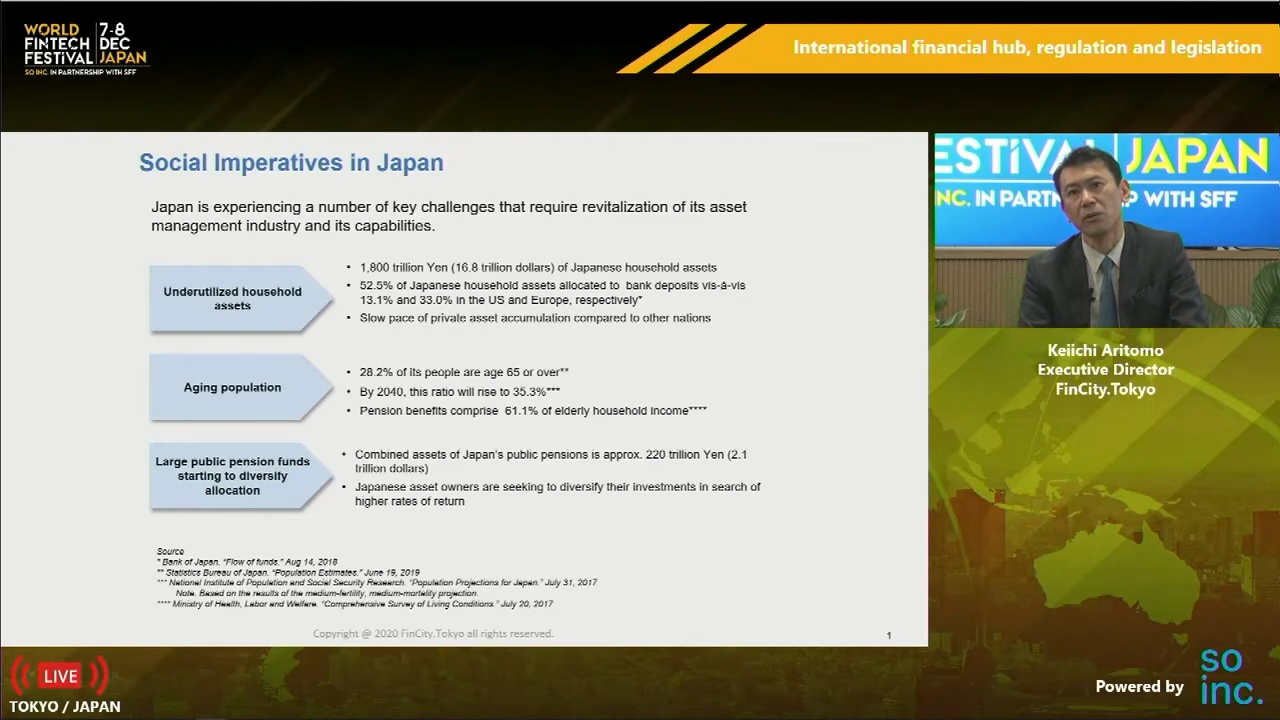 WORLD
FINTECH
FESTIVAL
7-8
DEC
JAPAN
SO INC. IN PARTNERSHIP WITH SFF
International financial hub, regulation and legislation
Social Imperatives in Japan
Japan is experiencing a number of key challenges that require revitalization of its asset
management industry and its capabilities.
Underutilized household
assets
• 1,800 trillion Yen (16.8 trillion dollars) of Japanese household assets
• 52.5% of Japanese household assets allocated to bank deposits vis-á-vis
13.1% and 33.0% in the US and Europe, respectively*
• Slow pace of private asset accumulation compared to other nations
Aging population
• 28.2% of its people are age 65 or over**
• By 2040, this ratio will rise to 35.3%***
• Pension benefits comprise 61.1% of elderly household income****
Large public pension funds
starting to diversify
allocation
• Combined assets of Japan's public pensions is approx. 220 trillion Yen (2.1
trillion dollars)
• Japanese asset owners are seeking to diversify their investments in search of
higher rates of return
Source
* Bank of Japan. "Flow of funds." Aug 14, 2018
** Statistics Bureau of Japan. "Population Estimates." June 19, 2019
*** National Institute of Population and Social Security Research. "Population Projections for Japan." July 31, 2017
Note. Based on the results of the medium-fertility, medium-mortality projection.
**** Ministry of Health, Labor and Welfare. "Comprehensive Survey of Living Conditions." July 20, 2017
Copyright @ 2020 FinCity.Tokyo all rights reserved.
1
ESTIVAL JAPAN
INC. IN PARTN WITH SFF
Keiichi Aritomo
Executive Director
FinCity.Tokyo
LIVE
TOKYO / JAPAN
Powered by
so
inc.